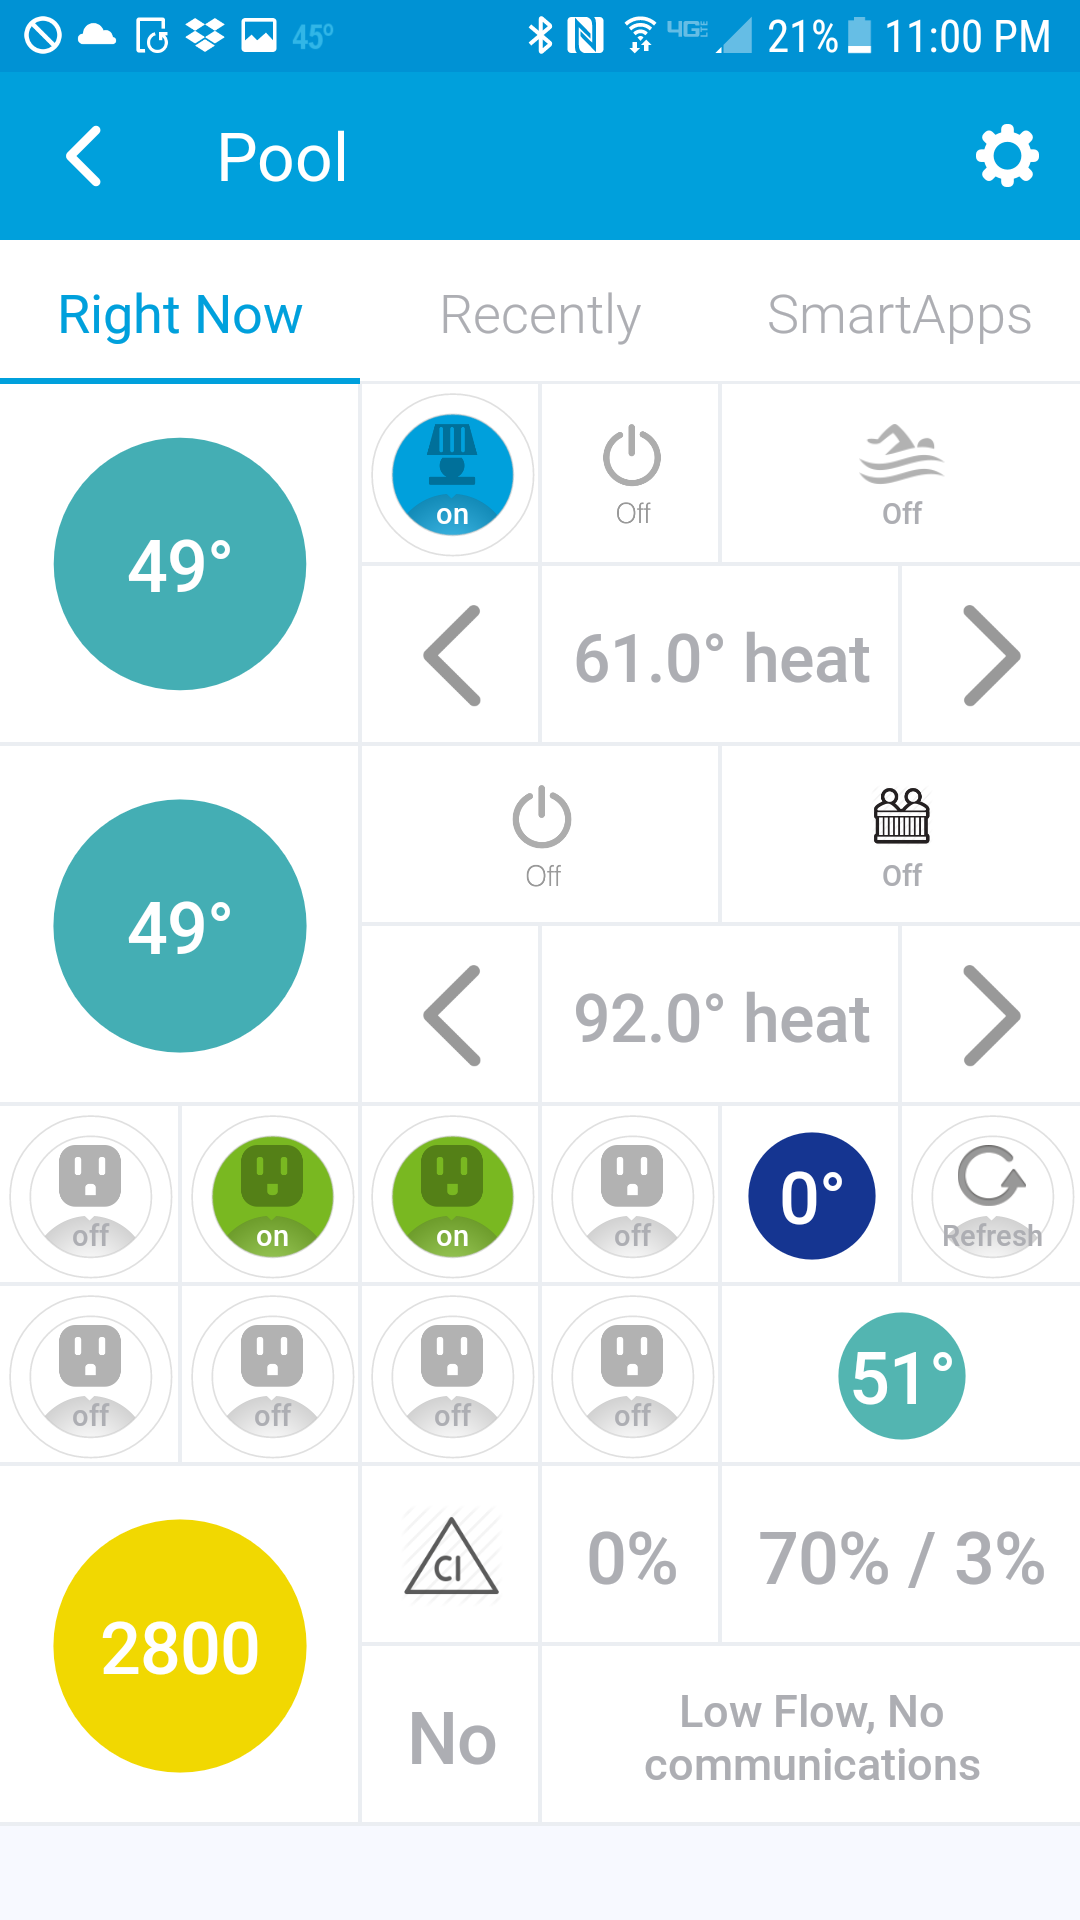 45° 4G LTE 21% 11:00 PM
Pool
Right Now Recently SmartApps
49° on Off Off
61.0° heat
49° Off Off
92.0° heat
off on on off 0° Refresh
off off off off 51°
2800 Cl 0% 70% / 3%
No Low Flow, No
communications